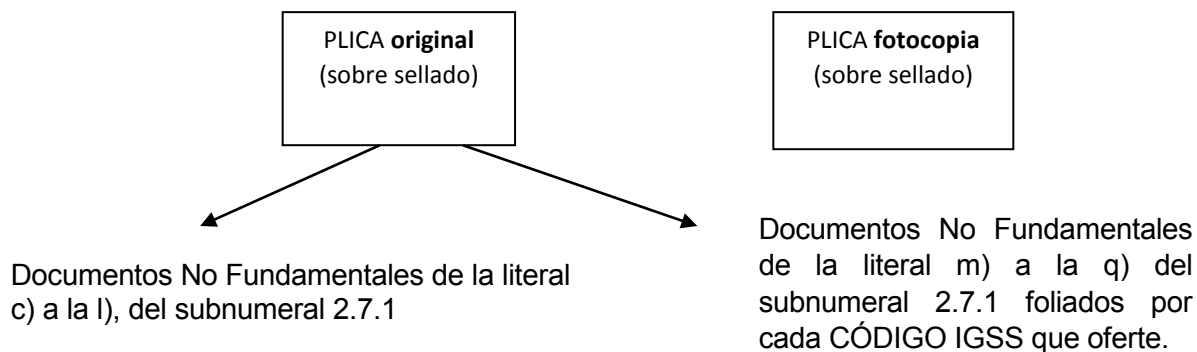 PLICA original
(sobre sellado)
PLICA fotocopia
(sobre sellado)
Documentos No Fundamentales de la literal
c) a la l), del subnumeral 2.7.1
Documentos No Fundamentales
de la literal m) a la q) del
subnumeral 2.7.1 foliados por
cada CÓDIGO IGSS que oferte.